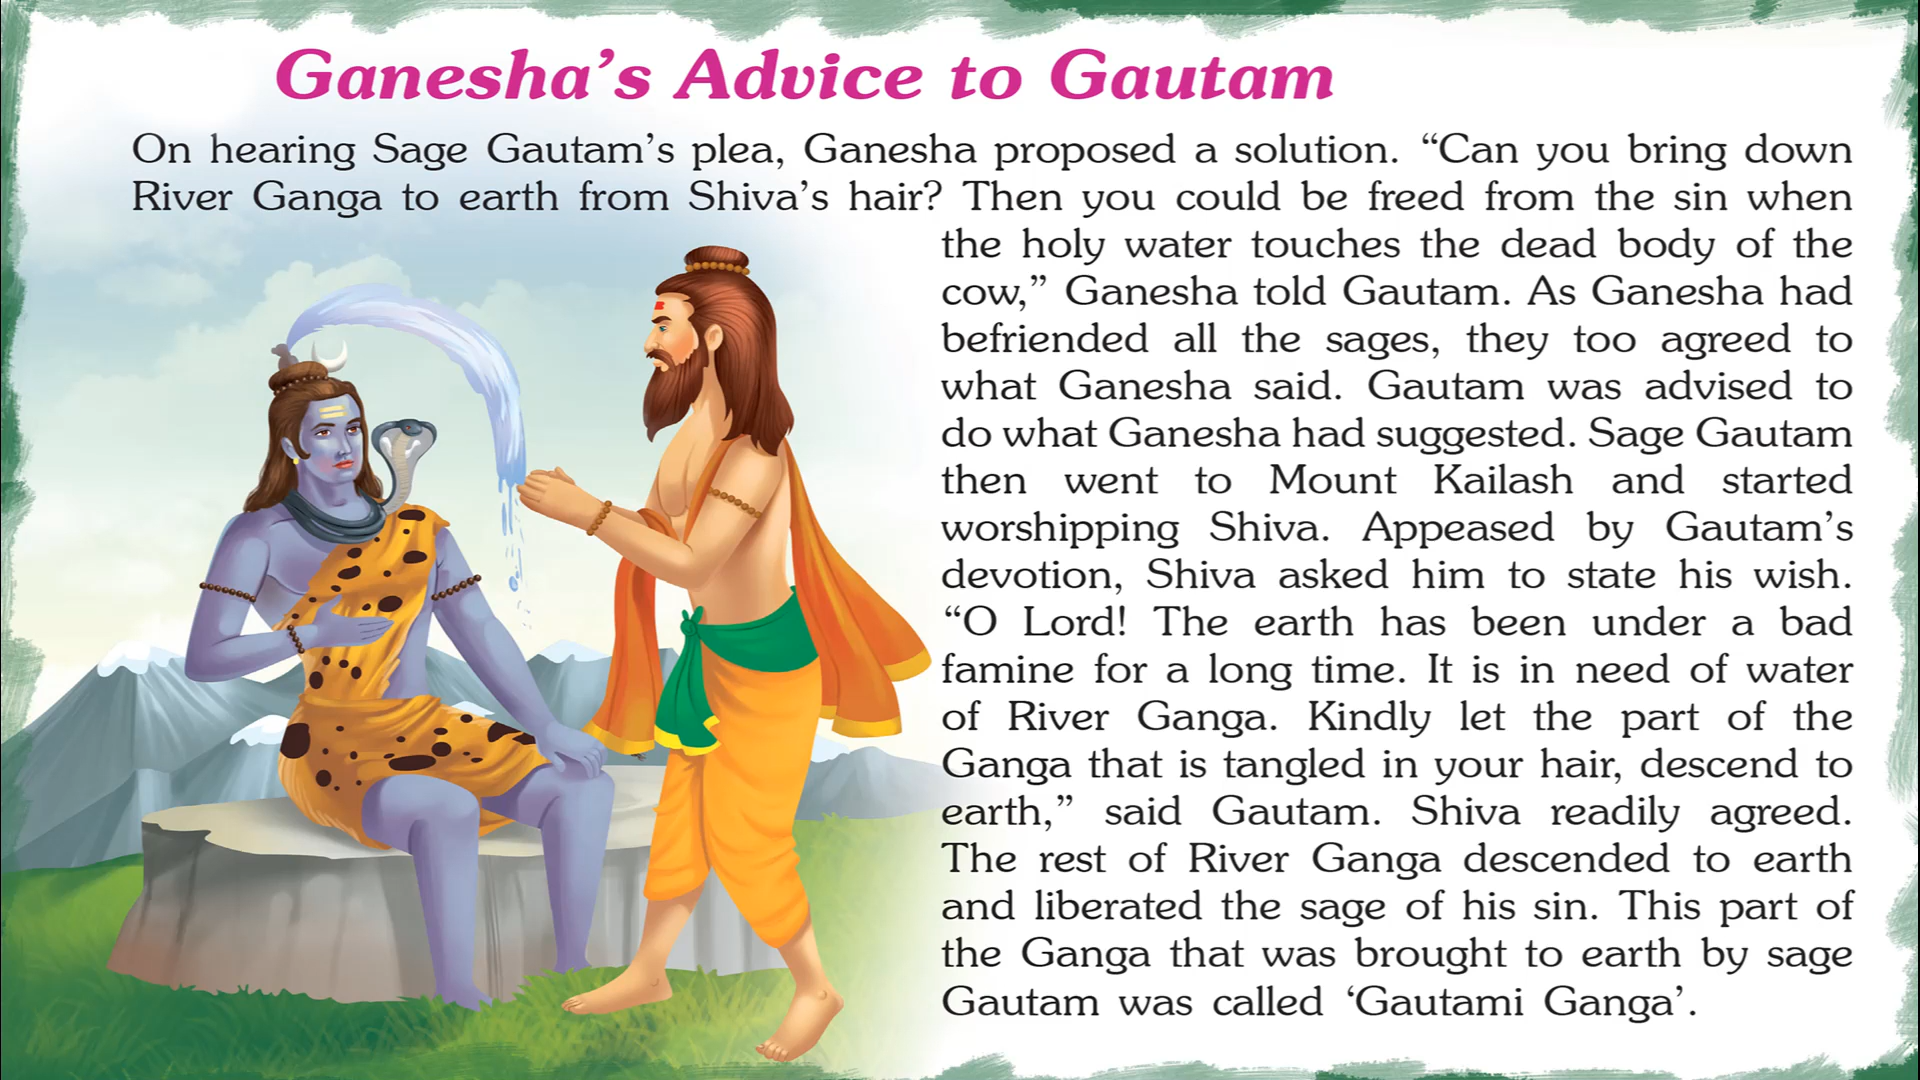 Ganesha’s Advice to Gautam
On hearing Sage Gautam’s plea, Ganesha proposed a solution. “Can you bring down
River Ganga to earth from Shiva’s hair? Then you could be freed from the sin when
the holy water touches the dead body of the
cow,” Ganesha told Gautam. As Ganesha had
befriended all the sages, they too agreed to
what Ganesha said. Gautam was advised to
do what Ganesha had suggested. Sage Gautam
then went to Mount Kailash and started
worshipping Shiva. Appeased by Gautam’s
devotion, Shiva asked him to state his wish.
“O Lord! The earth has been under a bad
famine for a long time. It is in need of water
of River Ganga. Kindly let the part of the
Ganga that is tangled in your hair, descend to
earth,” said Gautam. Shiva readily agreed.
The rest of River Ganga descended to earth
and liberated the sage of his sin. This part of
the Ganga that was brought to earth by sage
Gautam was called ‘Gautami Ganga’.